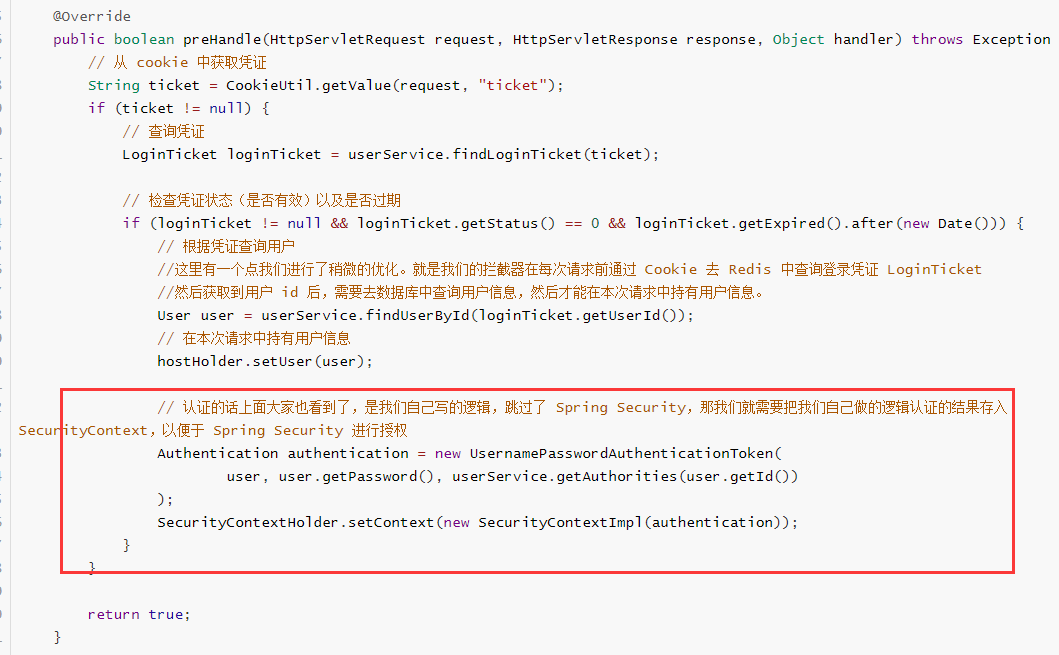 @Override
public boolean preHandle(HttpServletRequest request, HttpServletResponse response, Object handler) throws Exception
// 从 cookie 中获取凭证
String ticket = CookieUtil.getValue(request, "ticket");
if (ticket != null) {
// 查询凭证
LoginTicket loginTicket = userService.findLoginTicket(ticket);
// 检查凭证状态（是否有效）以及是否过期
if (loginTicket != null && loginTicket.getStatus() == 0 && loginTicket.getExpired().after(new Date())) {
// 根据凭证查询用户
//这里有一个点我们进行了稍微的优化。就是我们的拦截器在每次请求前通过 Cookie 去 Redis 中查询登录凭证 LoginTicket
//然后获取到用户 id 后，需要去数据库中查询用户信息，然后才能在本次请求中持有用户信息。
User user = userService.findUserById(loginTicket.getUserId());
// 在本次请求中持有用户信息
hostHolder.setUser(user);
// 认证的话上面大家也看到了，是我们自己写的逻辑，跳过了 Spring Security，那我们就需要把我们自己做的逻辑认证的结果存入
SecurityContext，以便于 Spring Security 进行授权
Authentication authentication = new UsernamePasswordAuthenticationToken(
user, user.getPassword(), userService.getAuthorities(user.getId())
);
SecurityContextHolder.setContext(new SecurityContextImpl(authentication));
}
}
return true;
}